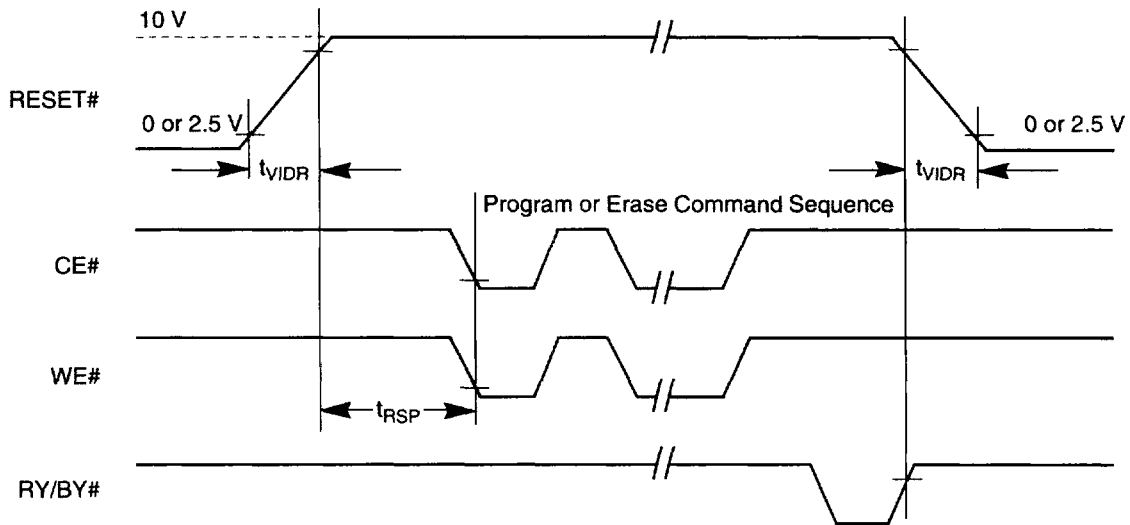 10 V
RESET#
0 or 2.5 V
0 or 2.5 V
tVIDR
tVIDR
Program or Erase Command Sequence
CE#
WE#
tRSP
RY/BY#